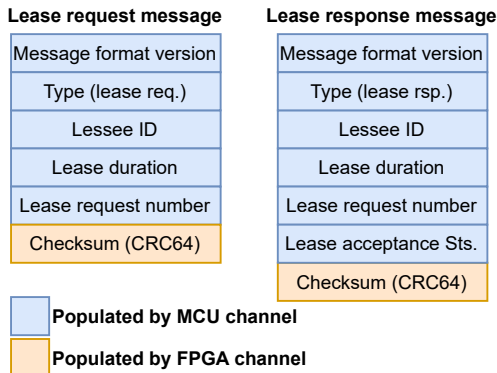 Lease request message
Message format version
Type (lease req.)
Lessee ID
Lease duration
Lease request number
Checksum (CRC64)
Lease response message
Message format version
Type (lease rsp.)
Lessee ID
Lease duration
Lease request number
Lease acceptance Sts.
Checksum (CRC64)
Populated by MCU channel
Populated by FPGA channel